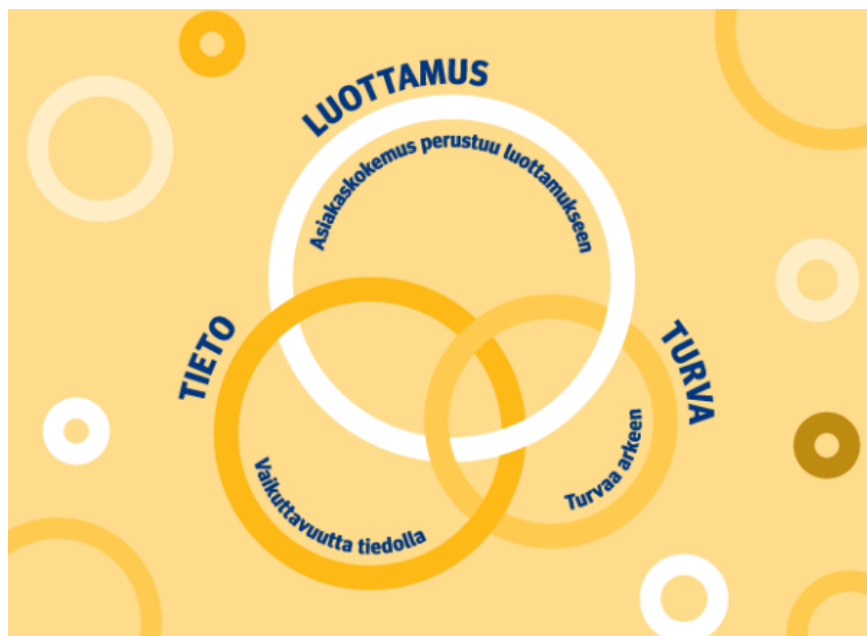 LUOTTAMUS
Asiakaskokemus perustuu luottamukseen
TIETO
Vaikuttavuutta tiedolla
TURVA
Turvaa arkeen